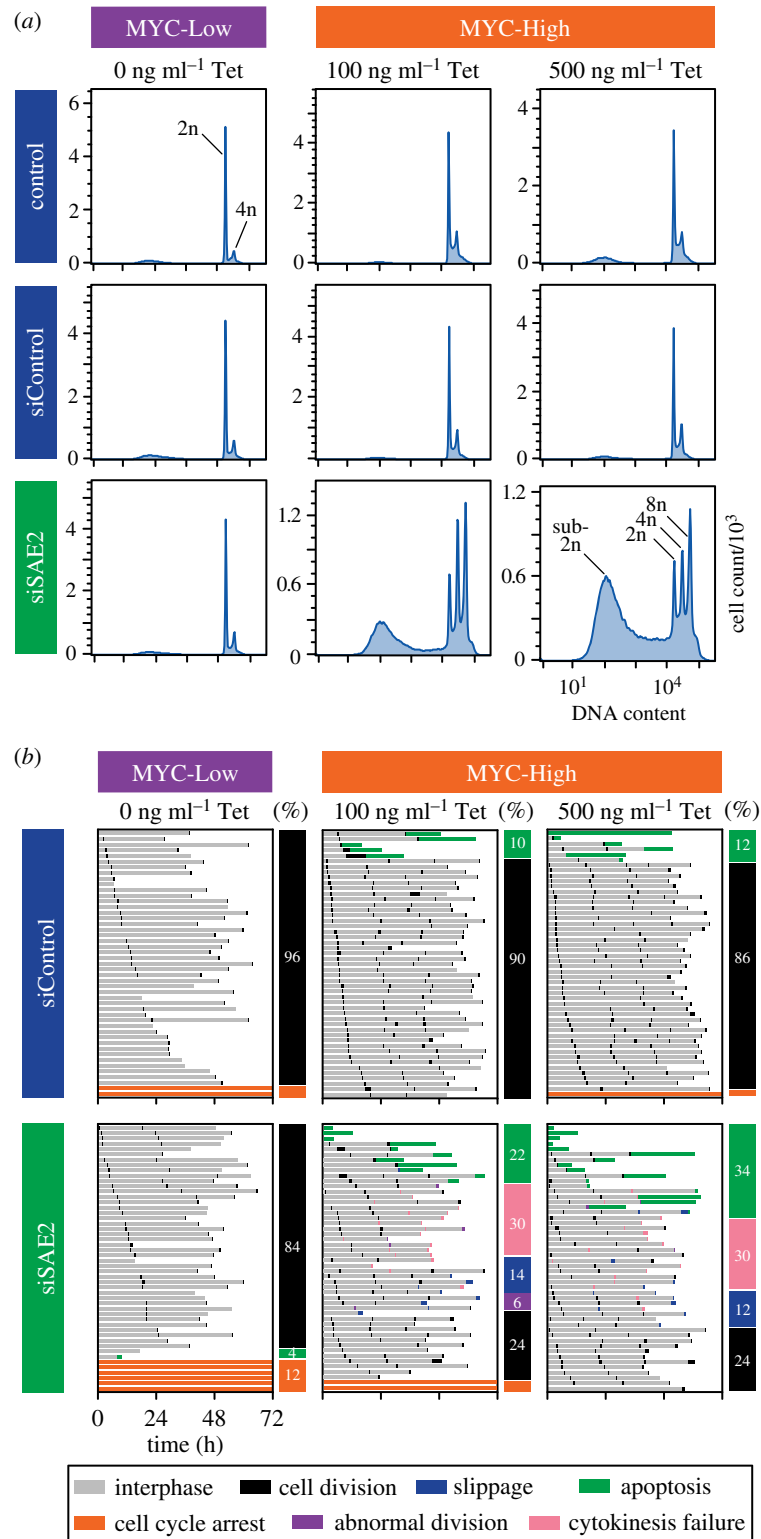 (a)
MYC-Low MYC-High
0 ng ml⁻¹ Tet 100 ng ml⁻¹ Tet 500 ng ml⁻¹ Tet
control
6
4
2
0
2n
4n
4
2
0
4
2
0
siControl
4
2
0
4
2
0
4
2
0
siSAE2
4
2
0
1.2
0.6
0
1.2
0.6
0
sub-
2n
2n
4n
8n
cell count/10³
10¹ 10⁴
DNA content
(b)
MYC-Low MYC-High
0 ng ml⁻¹ Tet (%) 100 ng ml⁻¹ Tet (%) 500 ng ml⁻¹ Tet (%)
siControl
96
10
90
12
86
siSAE2
84
4
12
22
30
14
6
24
34
30
12
24
0 24 48 72
time (h)
interphase cell division slippage apoptosis
cell cycle arrest abnormal division cytokinesis failure